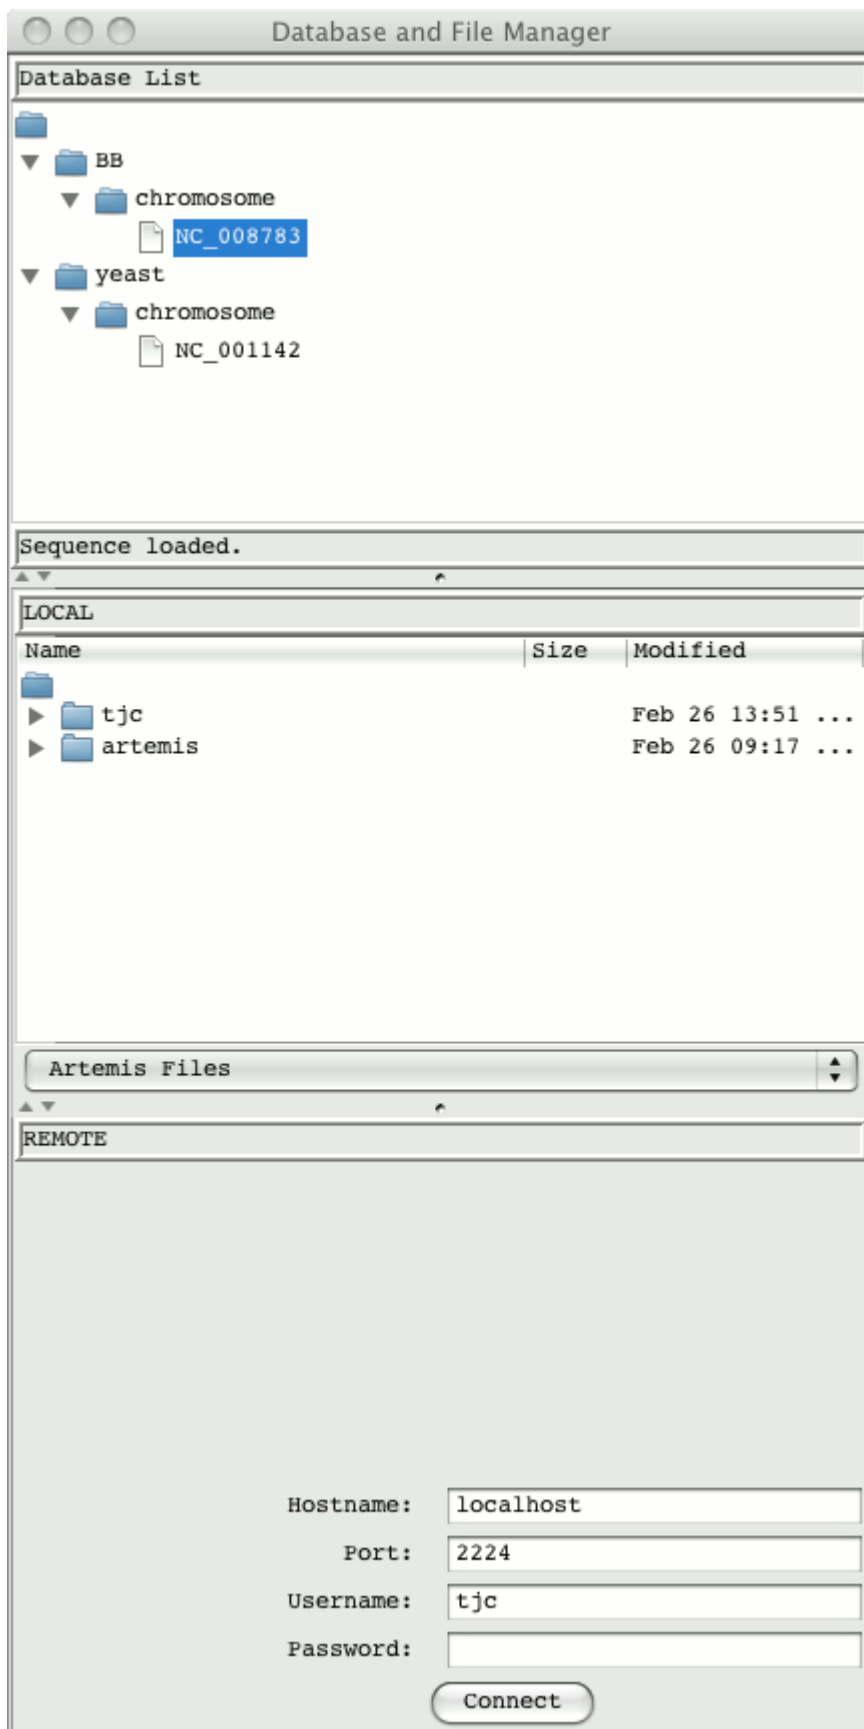 Database and File Manager
Database List
BB
chromosome
NC_008783
yeast
chromosome
NC_001142
Sequence loaded.
LOCAL
Name Size Modified
tjc Feb 26 13:51 ...
artemis Feb 26 09:17 ...
Artemis Files
REMOTE
Hostname: localhost
Port: 2224
Username: tjc
Password:
Connect